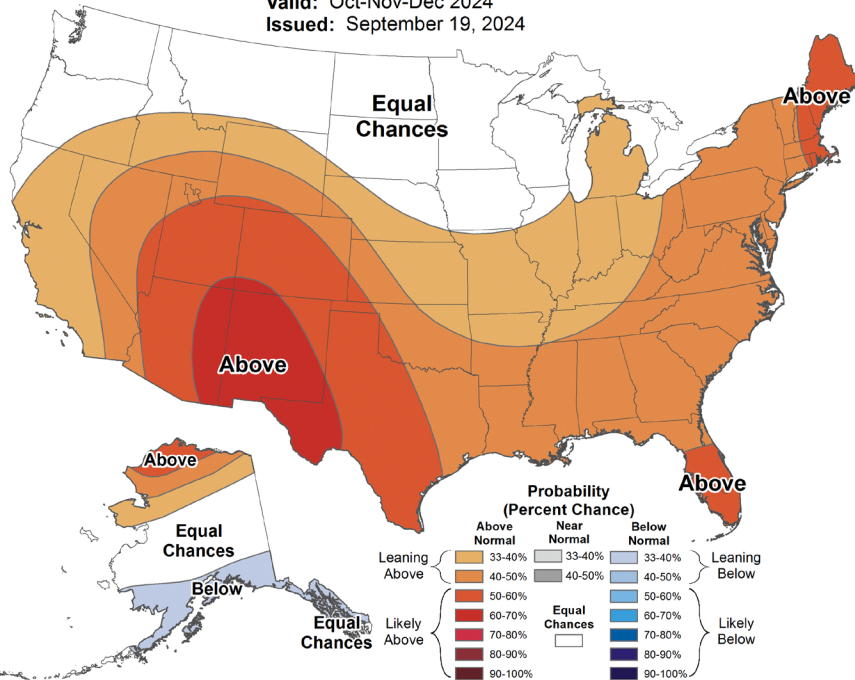 Valid: Oct-Nov-Dec 2024
Issued: September 19, 2024
Equal
Chances
Above
Above
Above
Above
Equal
Chances
Below
Equal
Chances
Probability
(Percent Chance)
Above
Normal
Near
Normal
Below
Normal
Leaning
Above
33-40%
40-50%
33-40%
40-50%
33-40%
40-50%
Leaning
Below
Likely
Above
50-60%
60-70%
70-80%
80-90%
90-100%
Equal
Chances
50-60%
60-70%
70-80%
80-90%
90-100%
Likely
Below